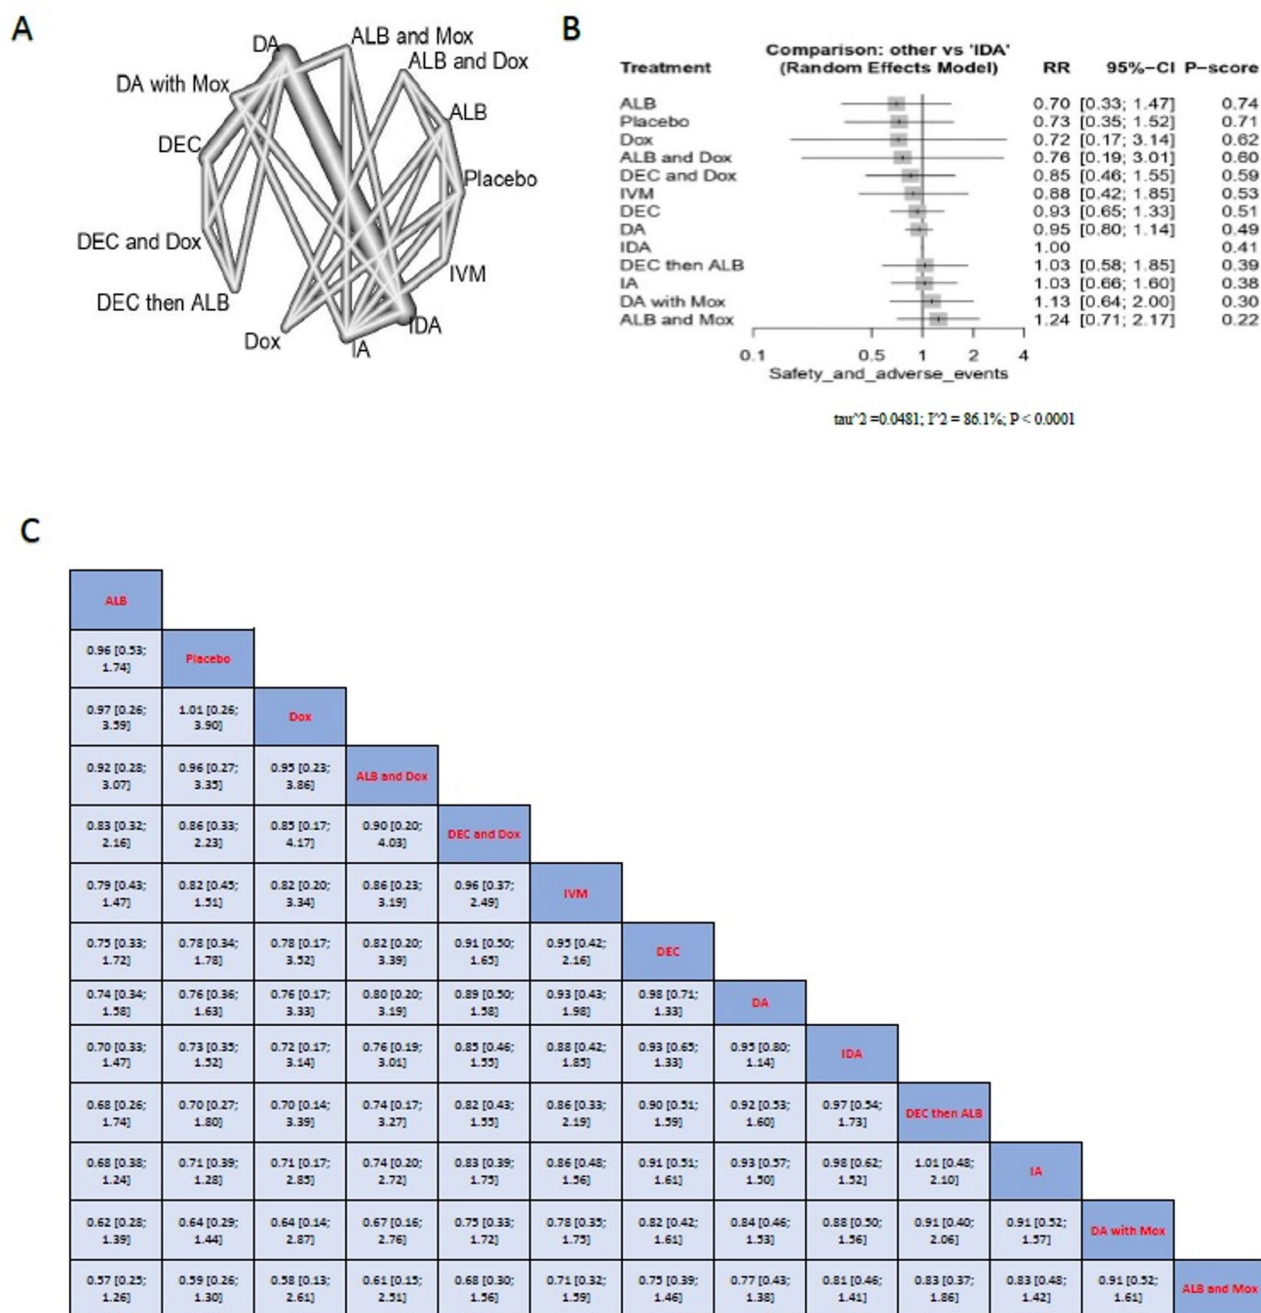 A
DA
ALB and Mox
ALB and Dox
DA with Mox
ALB
DEC
Placebo
DEC and Dox
IVM
DEC then ALB
IDA
Dox
IA
B
Comparison: other vs 'IDA'
Treatment (Random Effects Model) RR 95%-CI P-score
ALB 0.70 [0.33; 1.47] 0.74
Placebo 0.73 [0.35; 1.52] 0.71
Dox 0.72 [0.17; 3.14] 0.62
ALB and Dox 0.76 [0.19; 3.01] 0.60
DEC and Dox 0.85 [0.46; 1.55] 0.59
IVM 0.88 [0.42; 1.85] 0.53
DEC 0.93 [0.65; 1.33] 0.51
DA 0.95 [0.80; 1.14] 0.49
IDA 1.00 0.41
DEC then ALB 1.03 [0.58; 1.85] 0.39
IA 1.03 [0.66; 1.60] 0.38
DA with Mox 1.13 [0.64; 2.00] 0.30
ALB and Mox 1.24 [0.71; 2.17] 0.22
0.1 0.5 1 2 4
Safety_and_adverse_events
tau^2 =0.0481; I^2 = 86.1%; P < 0.0001
C
ALB
0.96 [0.53; 1.74] Placebo
0.97 [0.26; 3.59] 1.01 [0.26; 3.90] Dox
0.92 [0.28; 3.07] 0.96 [0.27; 3.35] 0.95 [0.23; 3.86] ALB and Dox
0.83 [0.32; 2.16] 0.86 [0.33; 2.23] 0.85 [0.17; 4.17] 0.90 [0.20; 4.03] DEC and Dox
0.79 [0.43; 1.47] 0.82 [0.45; 1.51] 0.82 [0.20; 3.34] 0.86 [0.23; 3.19] 0.96 [0.37; 2.49] IVM
0.75 [0.33; 1.72] 0.78 [0.34; 1.78] 0.78 [0.17; 3.52] 0.82 [0.20; 3.39] 0.91 [0.50; 1.65] 0.95 [0.42; 2.16] DEC
0.74 [0.34; 1.58] 0.76 [0.36; 1.63] 0.76 [0.17; 3.33] 0.80 [0.20; 3.19] 0.89 [0.50; 1.58] 0.93 [0.43; 1.98] 0.98 [0.71; 1.33] DA
0.70 [0.33; 1.47] 0.73 [0.35; 1.52] 0.72 [0.17; 3.14] 0.76 [0.19; 3.01] 0.85 [0.46; 1.55] 0.88 [0.42; 1.85] 0.93 [0.65; 1.33] 0.95 [0.80; 1.14] IDA
0.68 [0.26; 1.74] 0.70 [0.27; 1.80] 0.70 [0.14; 3.39] 0.74 [0.17; 3.27] 0.82 [0.43; 1.55] 0.86 [0.33; 2.19] 0.90 [0.51; 1.59] 0.92 [0.53; 1.60] 0.97 [0.54; 1.73] DEC then ALB
0.68 [0.38; 1.24] 0.71 [0.39; 1.28] 0.71 [0.17; 2.85] 0.74 [0.20; 2.72] 0.83 [0.39; 1.75] 0.86 [0.48; 1.56] 0.91 [0.51; 1.61] 0.93 [0.57; 1.50] 0.98 [0.62; 1.52] 1.01 [0.48; 2.10] IA
0.62 [0.28; 1.39] 0.64 [0.29; 1.44] 0.64 [0.14; 2.87] 0.67 [0.16; 2.76] 0.75 [0.33; 1.72] 0.78 [0.35; 1.75] 0.82 [0.42; 1.61] 0.84 [0.46; 1.53] 0.88 [0.50; 1.56] 0.91 [0.40; 2.06] 0.91 [0.52; 1.57] DA with Mox
0.57 [0.25; 1.26] 0.59 [0.26; 1.30] 0.58 [0.13; 2.61] 0.61 [0.15; 2.51] 0.68 [0.30; 1.56] 0.71 [0.32; 1.59] 0.75 [0.39; 1.46] 0.77 [0.43; 1.38] 0.81 [0.46; 1.41] 0.83 [0.37; 1.86] 0.83 [0.48; 1.42] 0.91 [0.52; 1.61] ALB and Mox